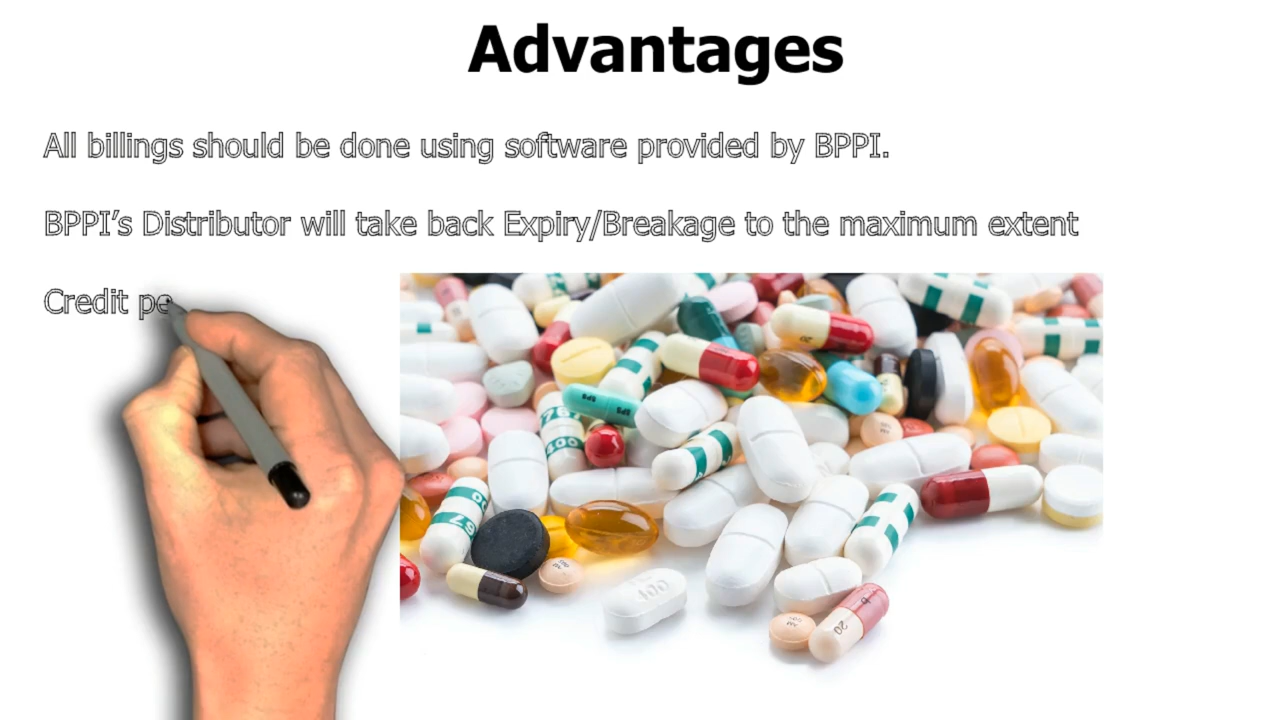 Advantages
All billings should be done using software provided by BPPI.
BPPI’s Distributor will take back Expiry/Breakage to the maximum extent
Credit pe